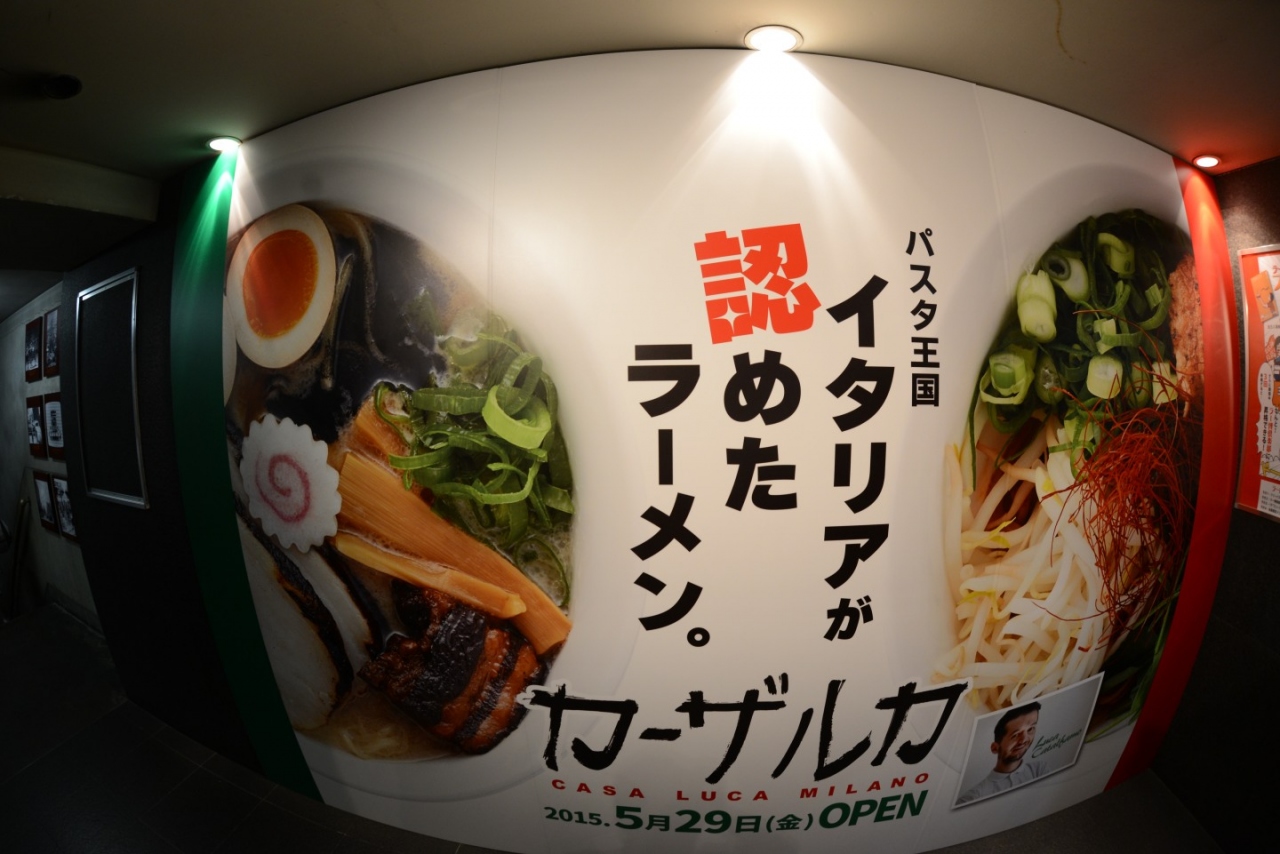 パスタ王国
イタリアが
認めた
ラーメン。
カーザルカ
CASA LUCA MILANO
2015.5月29日(金)OPEN
Luca